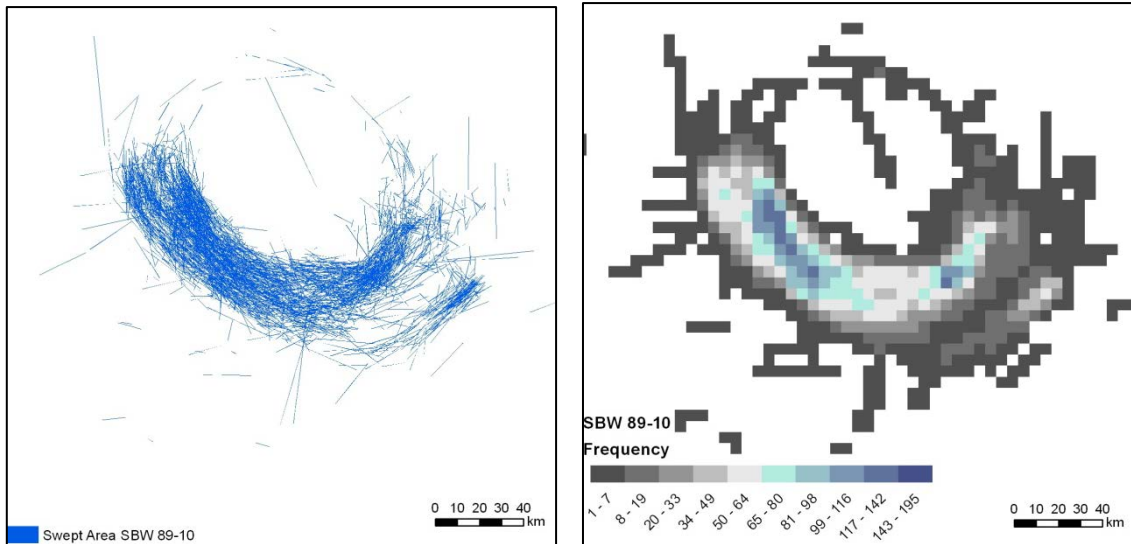 0 10 20 30 40
km
Swept Area SBW 89-10
SBW 89-10
Frequency
1 - 7
8 - 19
20 - 33
34 - 49
50 - 64
65 - 80
81 - 98
99 - 116
117 - 142
143 - 195
0 10 20 30 40
km